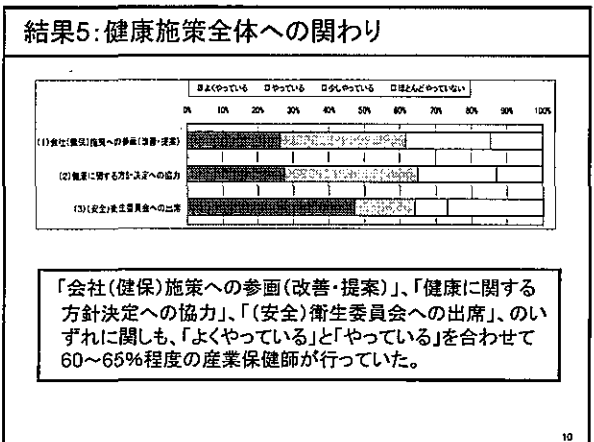 結果5:健康施策全体への関わり
よくやっている やっている 少しやっている ほとんどやっていない
0% 10% 20% 30% 40% 50% 60% 70% 80% 90% 100%
(1)会社(健保)施策への参画(改善・提案)
(2)健康に関する方針決定への協力
(3)(安全)衛生委員会への出席
「会社(健保)施策への参画(改善・提案)」、「健康に関する
方針決定への協力」、「(安全)衛生委員会への出席」、のい
ずれに関しも、「よくやっている」と「やっている」を合わせて
60~65%程度の産業保健師が行っていた。
10